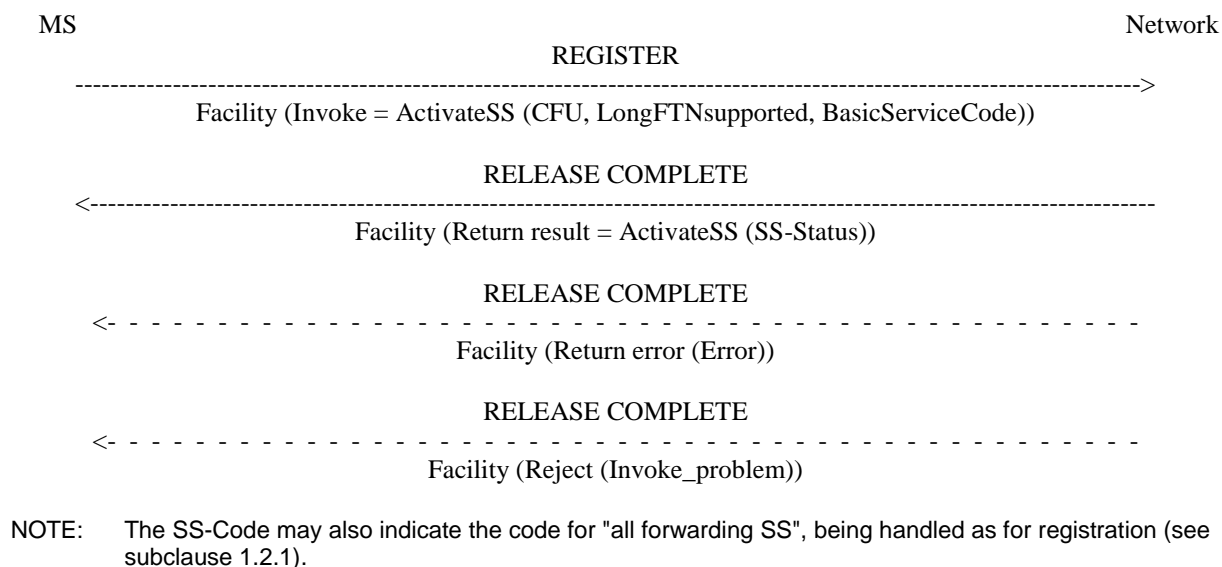 MS Network
REGISTER
------------------------------------------------------------------------------------------------------------------------>
Facility (Invoke = ActivateSS (CFU, LongFTNsupported, BasicServiceCode))
RELEASE COMPLETE
<------------------------------------------------------------------------------------------------------------------------
Facility (Return result = ActivateSS (SS-Status))
RELEASE COMPLETE
<- - - - - - - - - - - - - - - - - - - - - - - - - - - - - - - - - - - - - - - - - - - - - - - - - - - - - - - -
Facility (Return error (Error))
RELEASE COMPLETE
<- - - - - - - - - - - - - - - - - - - - - - - - - - - - - - - - - - - - - - - - - - - - - - - - - - - - - - - -
Facility (Reject (Invoke_problem))
NOTE: The SS-Code may also indicate the code for "all forwarding SS", being handled as for registration (see
subclause 1.2.1).